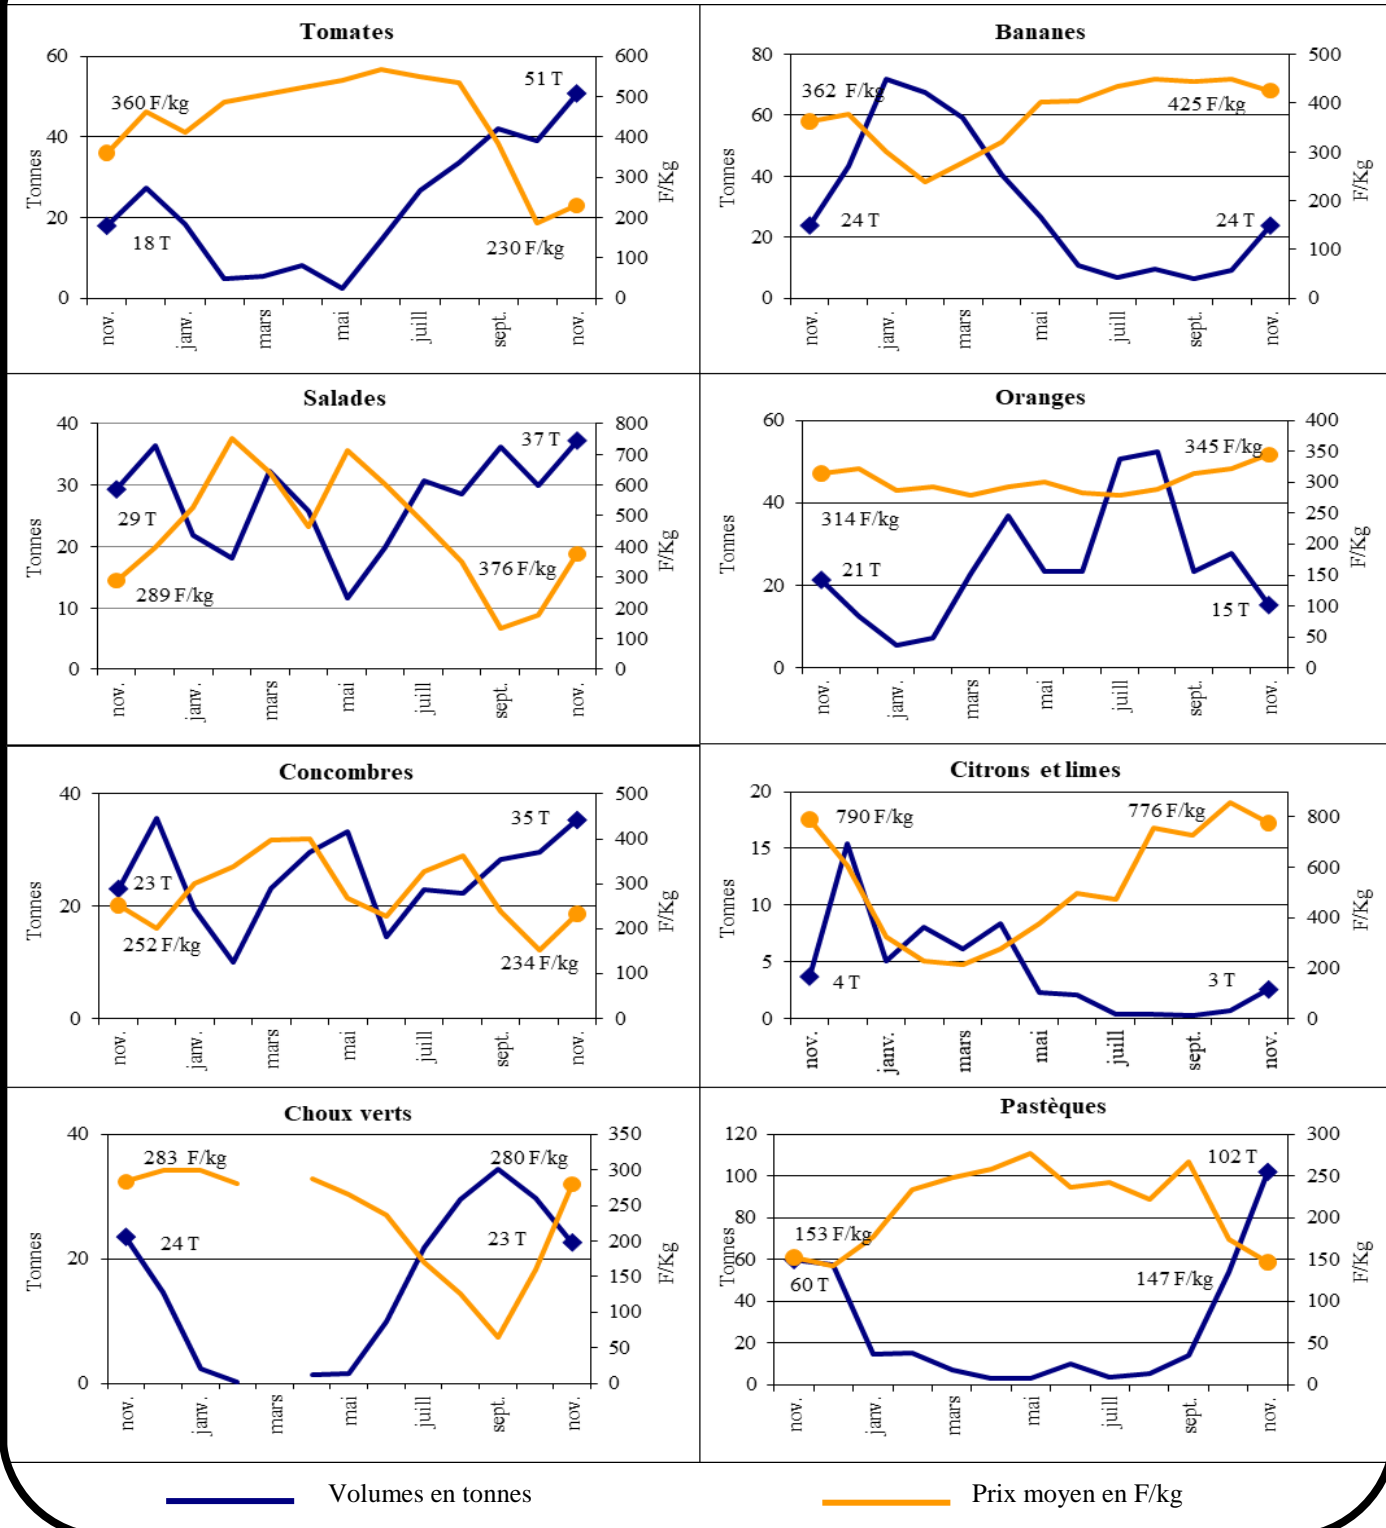 Tomates
60
40
20
0
Tonnes
600
500
400
300
200
100
0
F/Kg
360 F/kg
51 T
18 T
230 F/kg
nov.
janv.
mars
mai
juill
sept.
nov.
Bananes
80
60
40
20
0
Tonnes
500
400
300
200
100
0
F/Kg
362 F/kg
425 F/kg
24 T
24 T
nov.
janv.
mars
mai
juill
sept.
nov.
Salades
40
30
20
10
0
Tonnes
800
700
600
500
400
300
200
100
0
F/Kg
37 T
29 T
376 F/kg
289 F/kg
nov.
janv.
mars
mai
juill
sept.
nov.
Oranges
60
40
20
0
Tonnes
400
350
300
250
200
150
100
50
0
F/Kg
345 F/kg
314 F/kg
21 T
15 T
nov.
janv.
mars
mai
juill
sept.
nov.
Concombres
40
20
0
Tonnes
500
400
300
200
100
0
F/Kg
35 T
23 T
252 F/kg
234 F/kg
nov.
janv.
mars
mai
juill
sept.
nov.
Citrons et limes
20
15
10
5
0
Tonnes
800
600
400
200
0
F/Kg
790 F/kg
776 F/kg
4 T
3 T
nov.
janv.
mars
mai
juill
sept.
nov.
Choux verts
40
20
0
Tonnes
350
300
250
200
150
100
50
0
F/Kg
283 F/kg
280 F/kg
24 T
23 T
nov.
janv.
mars
mai
juill
sept.
nov.
Pastèques
120
100
80
60
40
20
0
Tonnes
300
250
200
150
100
50
0
F/Kg
102 T
153 F/kg
60 T
147 F/kg
nov.
janv.
mars
mai
juill
sept.
nov.
Volumes en tonnes
Prix moyen en F/kg